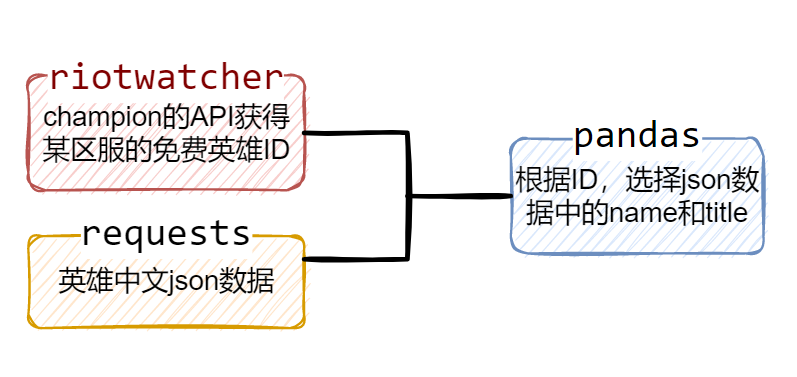 riotwatcher
champion的API获得
某区服的免费英雄ID
requests
英雄中文json数据
pandas
根据ID，选择json数
据中的name和title